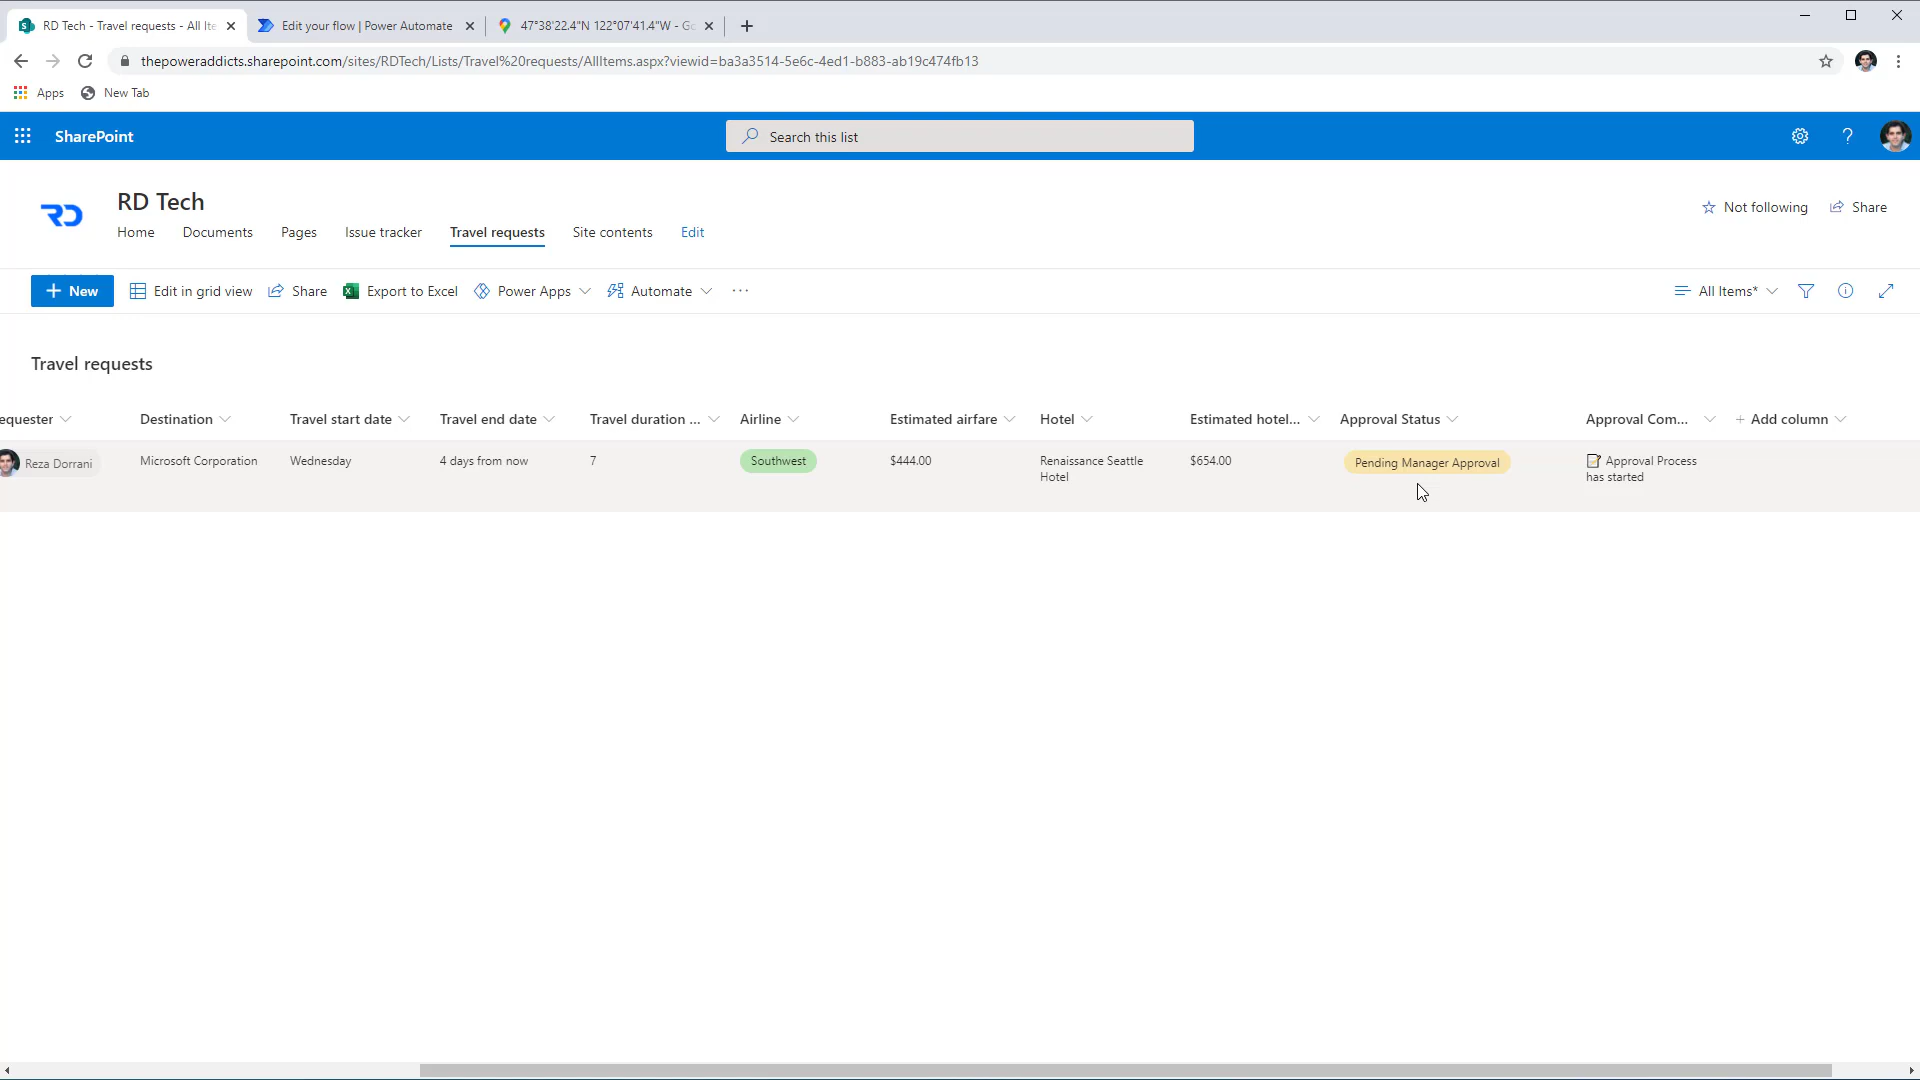 RD Tech - Travel requests - All Ite
Edit your flow | Power Automate
47°38'22.4"N 122°07'41.4"W - Go
thepoweraddicts.sharepoint.com/sites/RDTech/Lists/Travel%20requests/AllItems.aspx?viewid=ba3a3514-5e6c-4ed1-b883-ab19c474fb13
Apps
New Tab
SharePoint
Search this list
RD
RD Tech
Not following
Share
Home
Documents
Pages
Issue tracker
Travel requests
Site contents
Edit
New
Edit in grid view
Share
Export to Excel
Power Apps
Automate
All Items*
Travel requests
equester
Destination
Travel start date
Travel end date
Travel duration ...
Airline
Estimated airfare
Hotel
Estimated hotel...
Approval Status
Approval Com...
Add column
Reza Dorrani
Microsoft Corporation
Wednesday
4 days from now
7
Southwest
$444.00
Renaissance Seattle
Hotel
$654.00
Pending Manager Approval
Approval Process
has started